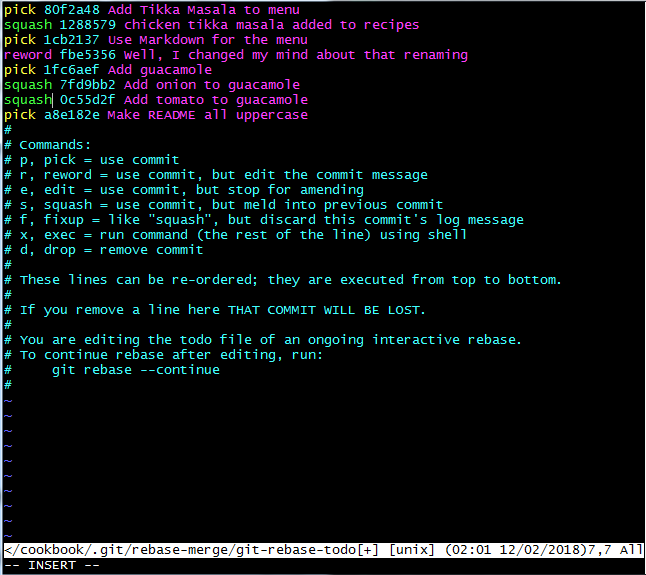 pick 80f2a48 Add Tikka Masala to menu
squash 1288579 chicken tikka masala added to recipes
pick 1cb2137 Use Markdown for the menu
reword fbe5356 Well, I changed my mind about that renaming
pick 1fc6aef Add guacamole
squash 7fd9bb2 Add onion to guacamole
squash 0c55d2f Add tomato to guacamole
pick a8e182e Make README all uppercase
#
# Commands:
# p, pick = use commit
# r, reword = use commit, but edit the commit message
# e, edit = use commit, but stop for amending
# s, squash = use commit, but meld into previous commit
# f, fixup = like "squash", but discard this commit's log message
# x, exec = run command (the rest of the line) using shell
# d, drop = remove commit
#
# These lines can be re-ordered; they are executed from top to bottom.
#
# If you remove a line here THAT COMMIT WILL BE LOST.
#
# You are editing the todo file of an ongoing interactive rebase.
# To continue rebase after editing, run:
#     git rebase --continue
#
~
~
~
~
~
~
~
~
~
~
</cookbook/.git/rebase-merge/git-rebase-todo[+] [unix] (02:01 12/02/2018)7,7 All
-- INSERT --